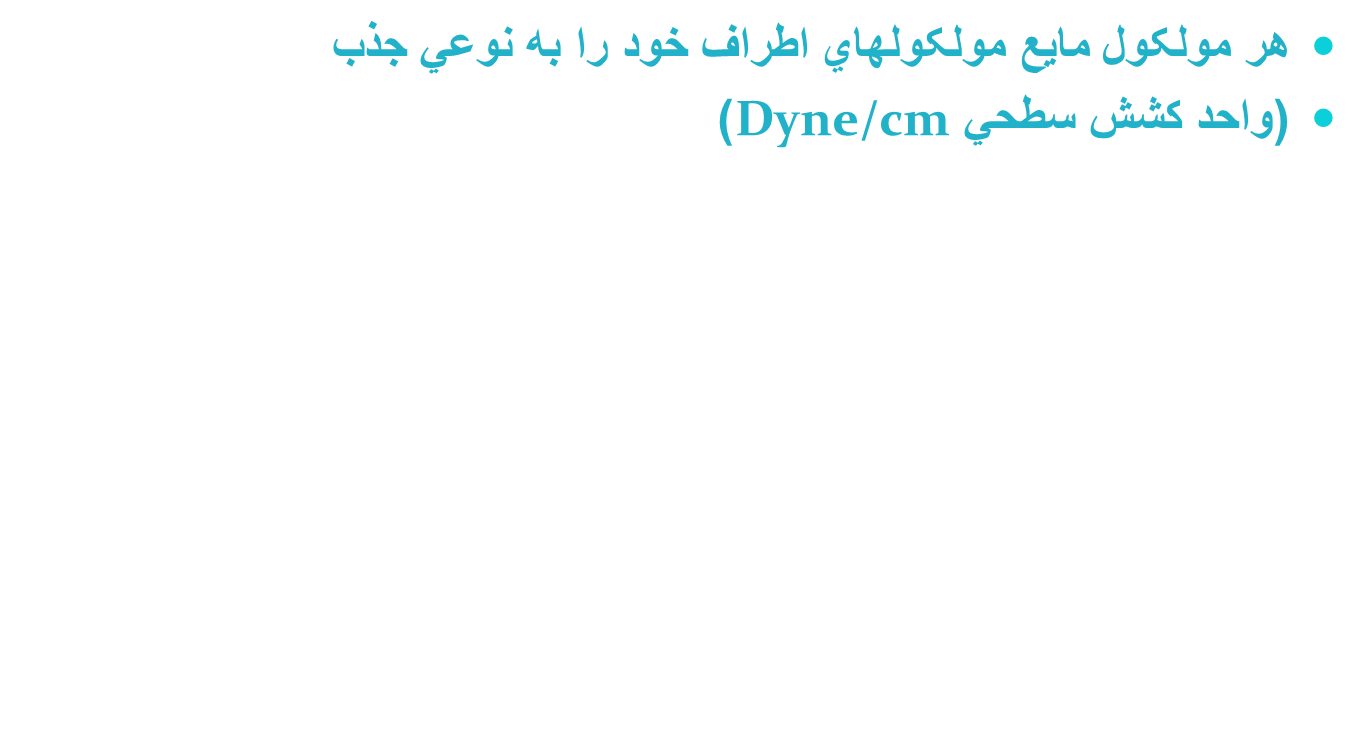 • هر مولكول مايع مولكولهاي اطراف خود را به نوعي جذب
• (واحد كشش سطحي Dyne/cm)